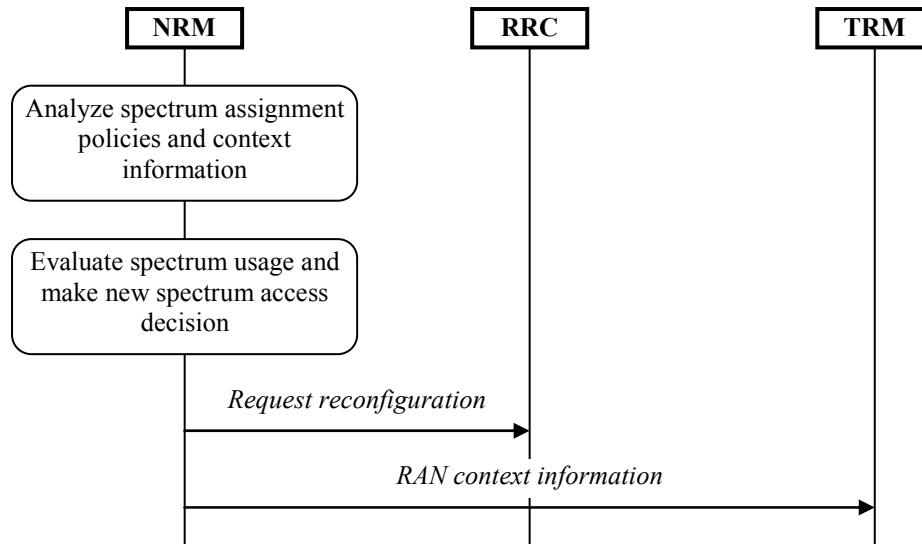 NRM
RRC
TRM
Analyze spectrum assignment
policies and context
information
Evaluate spectrum usage and
make new spectrum access
decision
Request reconfiguration
RAN context information